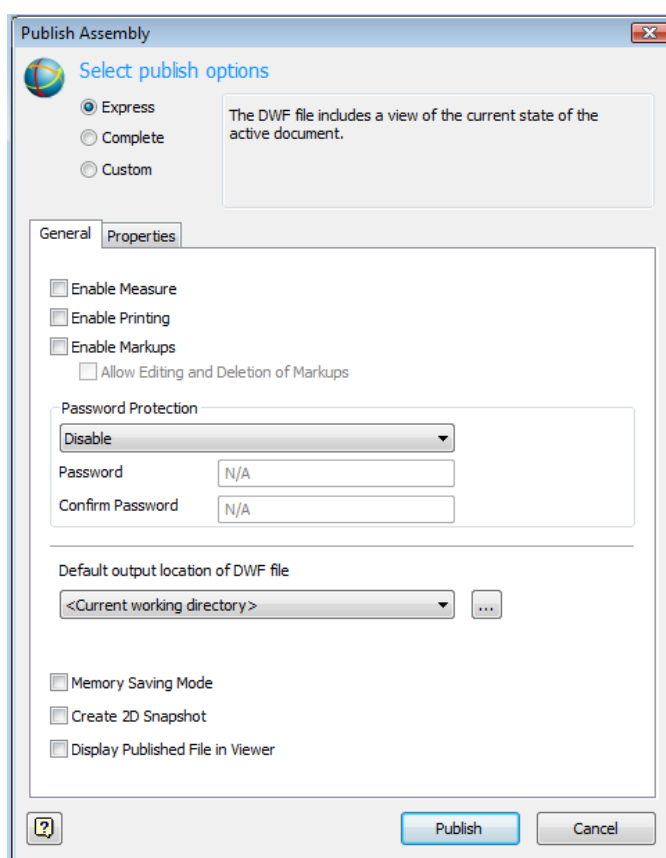 Publish Assembly
Select publish options
Express
Complete
Custom
The DWF file includes a view of the current state of the
active document.
General
Properties
Enable Measure
Enable Printing
Enable Markups
Allow Editing and Deletion of Markups
Password Protection
Disable
Password
N/A
Confirm Password
N/A
Default output location of DWF file
<Current working directory>
...
Memory Saving Mode
Create 2D Snapshot
Display Published File in Viewer
?
Publish
Cancel